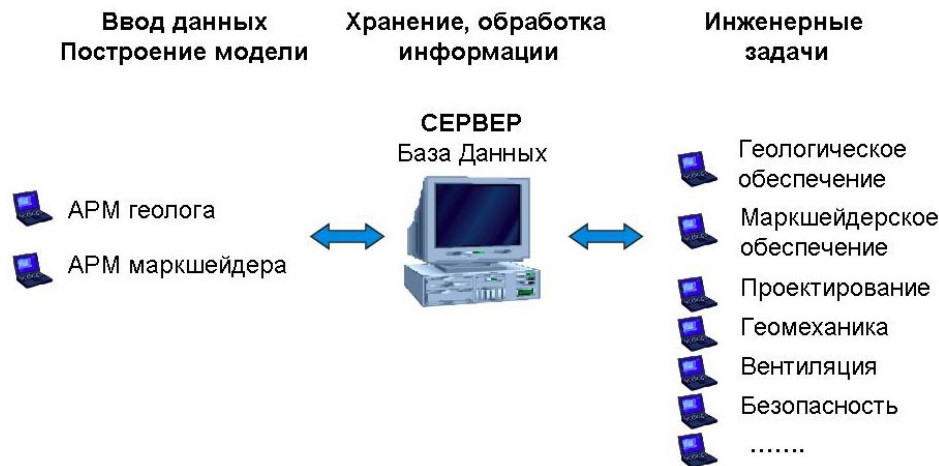 Ввод данных
Построение модели
Хранение, обработка
информации
Инженерные
задачи
АРМ геолога
АРМ маркшейдера
СЕРВЕР
База Данных
Геологическое
обеспечение
Маркшейдерское
обеспечение
Проектирование
Геомеханика
Вентиляция
Безопасность
.......